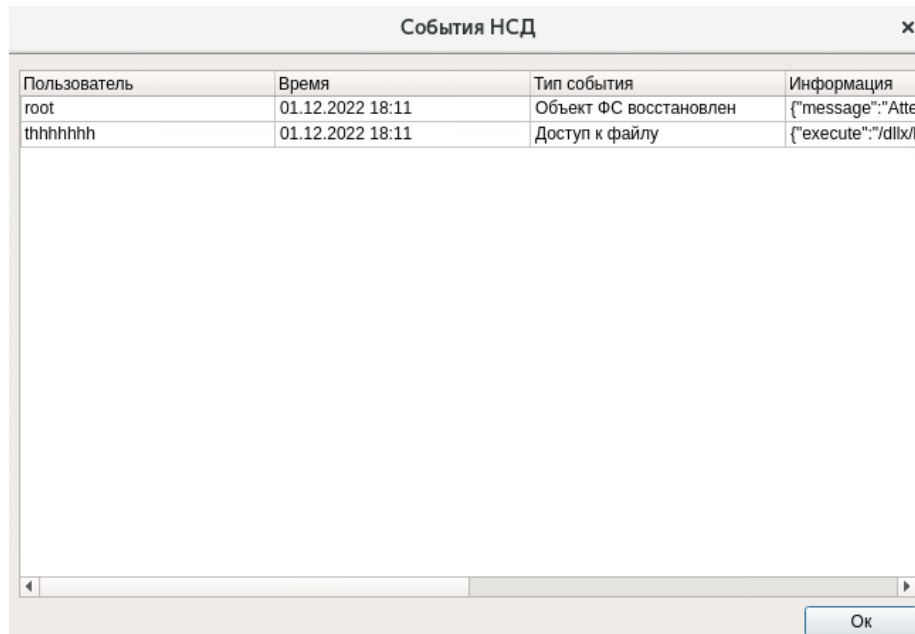 События НСД
Пользователь Время Тип события Информация
root 01.12.2022 18:11 Объект ФС восстановлен {"message":"Atte
thhhhhhh 01.12.2022 18:11 Доступ к файлу {"execute":"/dllx/
Ок